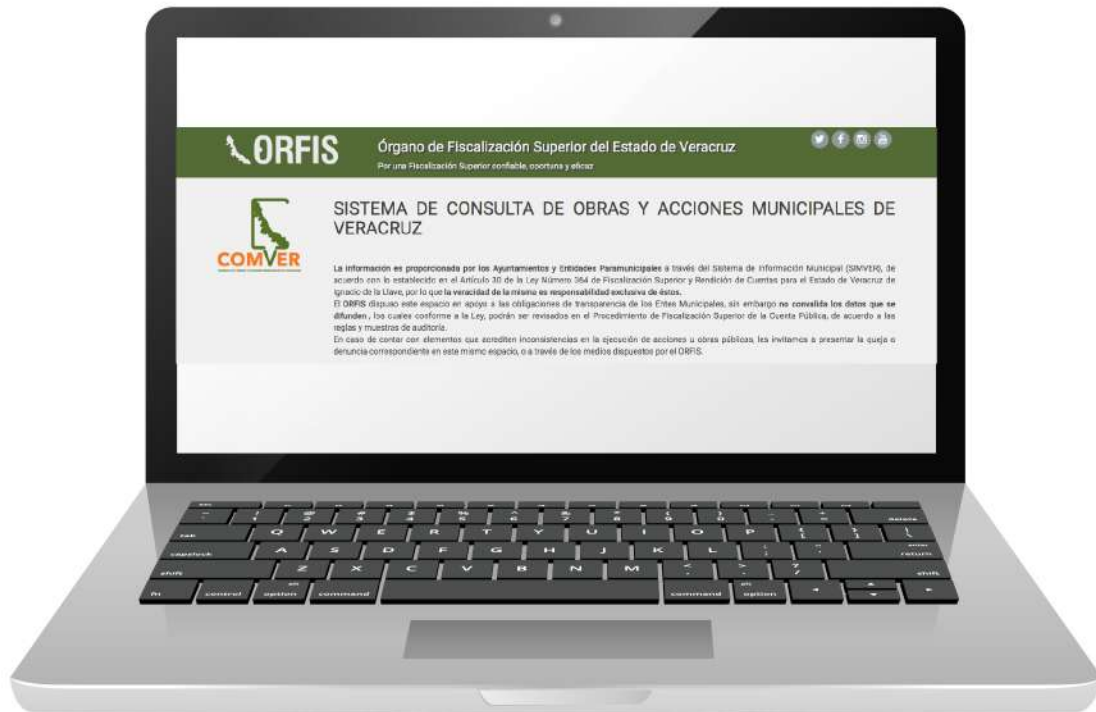 ORFIS
Órgano de Fiscalización Superior del Estado de Veracruz
Por una Fiscalización Superior confiable, oportuna y eficaz
COMVER
SISTEMA DE CONSULTA DE OBRAS Y ACCIONES MUNICIPALES DE
VERACRUZ
La información es proporcionada por los Ayuntamientos y Entidades Paramunicipales a través del Sistema de Información Municipal (SIMVER), de
acuerdo con lo establecido en el Artículo 30 de la Ley Número 364 de Fiscalización Superior y Rendición de Cuentas para el Estado de Veracruz de
Ignacio de la Llave, por lo que la veracidad de la misma es responsabilidad exclusiva de éstos.
El ORFIS dispuso este espacio en apoyo a las obligaciones de transparencia de los Entes Municipales, sin embargo no convalida los datos que se
difunden, los cuales conforme a la Ley, podrán ser revisados en el Procedimiento de Fiscalización Superior de la Cuenta Pública, de acuerdo a las
reglas y muestras de auditoría.
En caso de contar con elementos que acrediten inconsistencias en la ejecución de acciones u obras públicas, les invitamos a presentar la queja o
denuncia correspondiente en este mismo espacio, o a través de los medios dispuestos por el ORFIS.
delete
tab Q W E R T Y U I O P
capslock A S D F G H J K L enter return
shift Z X C V B N M shift
fn control alt option command command alt option